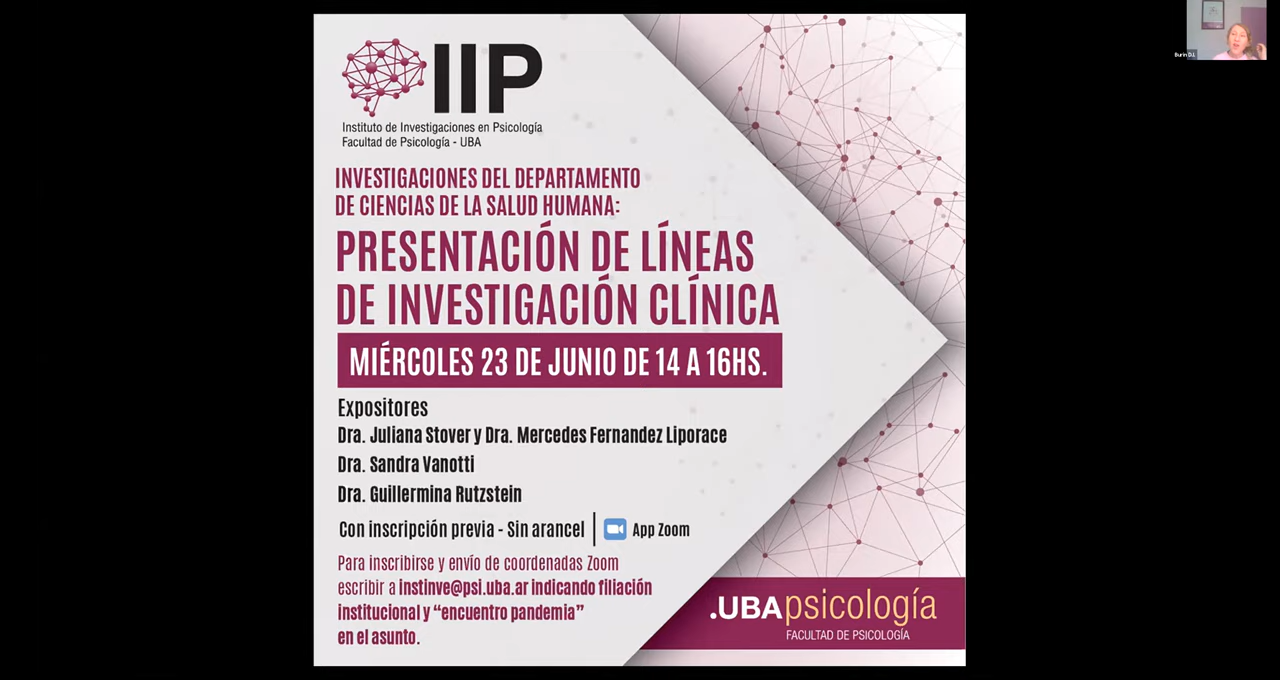 IIP
Instituto de Investigaciones en Psicología
Facultad de Psicología - UBA
INVESTIGACIONES DEL DEPARTAMENTO
DE CIENCIAS DE LA SALUD HUMANA:
PRESENTACIÓN DE LÍNEAS
DE INVESTIGACIÓN CLÍNICA
MIÉRCOLES 23 DE JUNIO DE 14 A 16HS.
Expositores
Dra. Juliana Stover y Dra. Mercedes Fernandez Liporace
Dra. Sandra Vanotti
Dra. Guillermina Rutzstein
Con inscripción previa - Sin arancel
App Zoom
Para inscribirse y envío de coordenadas Zoom
escribir a instinve@psi.uba.ar indicando filiación
institucional y “encuentro pandemia”
en el asunto.
.UBApsicología
FACULTAD DE PSICOLOGÍA
Burin D.I.